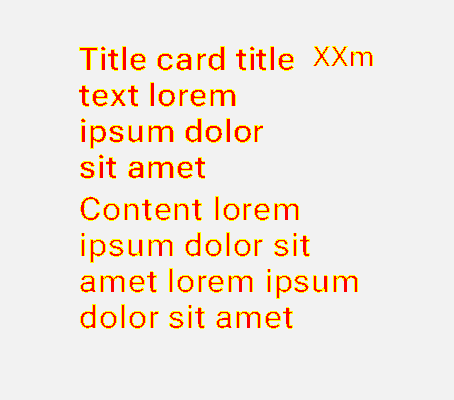 Title card title XXm
text lorem
ipsum dolor
sit amet
Content lorem
ipsum dolor sit
amet lorem ipsum
dolor sit amet